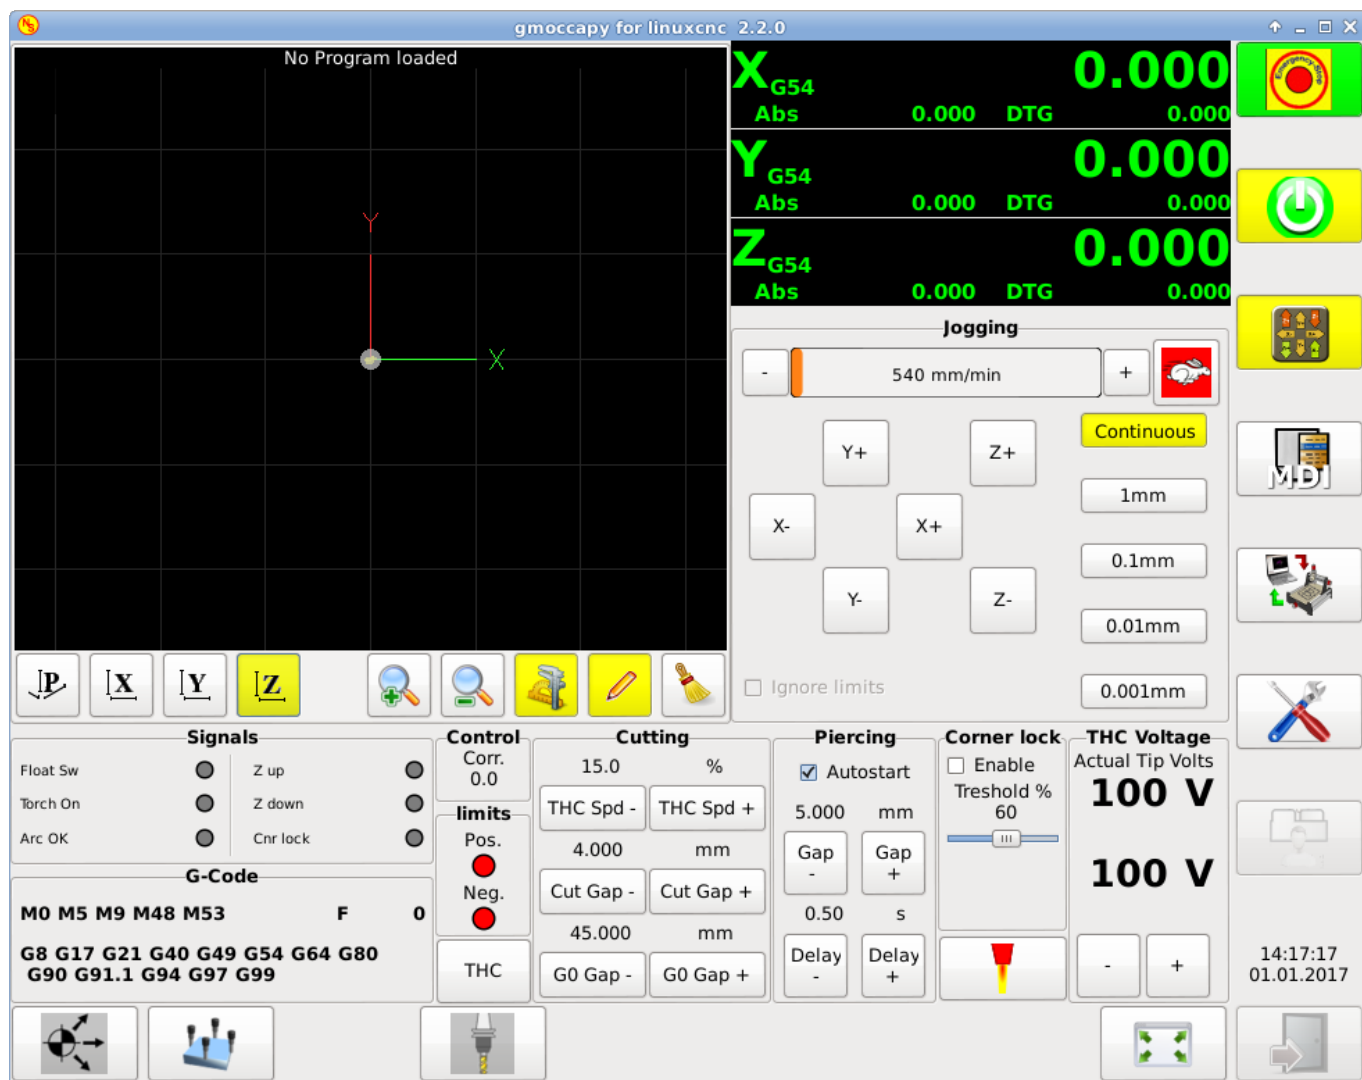 gmoccapy for linuxcnc 2.2.0
No Program loaded
Y
X
X G54 0.000
Abs 0.000 DTG 0.000
Y G54 0.000
Abs 0.000 DTG 0.000
Z G54 0.000
Abs 0.000 DTG 0.000
Emergency-Stop
Jogging
- 540 mm/min +
Continuous
Y+ Z+
1mm
X- X+
0.1mm
Y- Z-
0.01mm
Ignore limits
0.001mm
MDI
P X Y Z
Signals
Float Sw Z up
Torch On Z down
Arc OK Cnr lock
G-Code
M0 M5 M9 M48 M53 F 0
G8 G17 G21 G40 G49 G54 G64 G80
G90 G91.1 G94 G97 G99
Control
Corr.
0.0
limits
Pos.
Neg.
THC
Cutting
15.0 %
THC Spd - THC Spd +
4.000 mm
Cut Gap - Cut Gap +
45.000 mm
G0 Gap - G0 Gap +
Piercing
Autostart
5.000 mm
Gap - Gap +
0.50 s
Delay - Delay +
Corner lock
Enable
Treshold %
60
THC Voltage
Actual Tip Volts
100 V
100 V
- +
14:17:17
01.01.2017